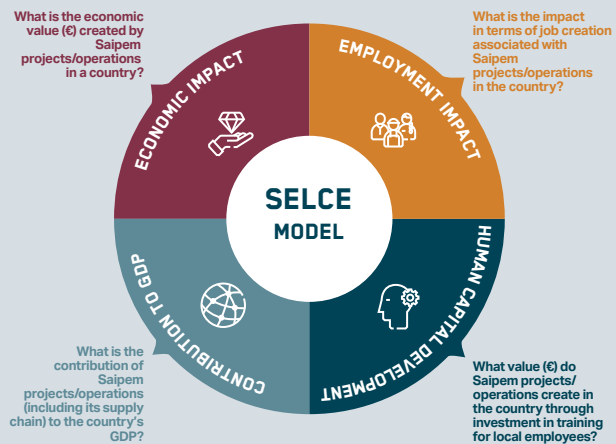 What is the economic
value (€) created by
Saipem
projects/operations
in a country?
What is the impact
in terms of job creation
associated with
Saipem
projects/operations
in the country?
ECONOMIC IMPACT
EMPLOYMENT IMPACT
SELCE
MODEL
CONTRIBUTION TO GDP
HUMAN CAPITAL DEVELOPMENT
What is the
contribution of
Saipem
projects/operations
(including its supply
chain) to the country's
GDP?
What value (€) do
Saipem projects/
operations create in
the country through
investment in training
for local employees?